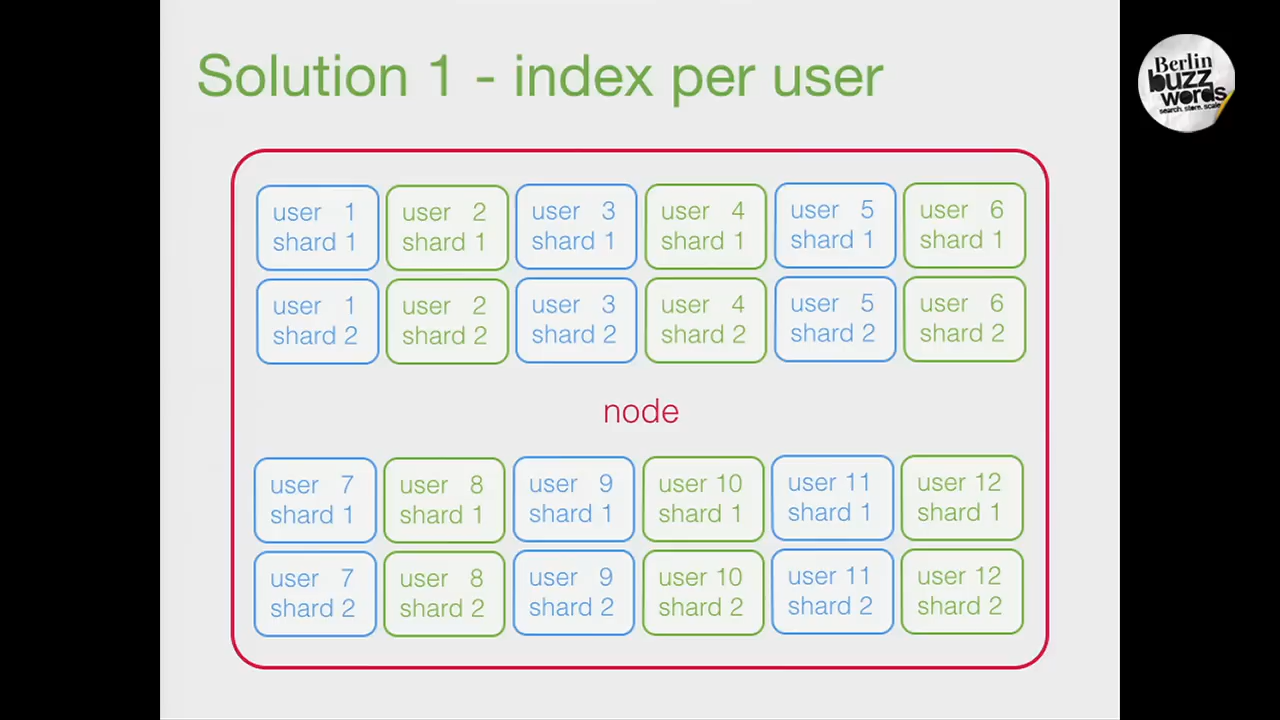 Solution 1 - index per user
Berlin
buzz
words
search. store. scale.
user 1 user 2 user 3 user 4 user 5 user 6
shard 1 shard 1 shard 1 shard 1 shard 1 shard 1
user 1 user 2 user 3 user 4 user 5 user 6
shard 2 shard 2 shard 2 shard 2 shard 2 shard 2
node
user 7 user 8 user 9 user 10 user 11 user 12
shard 1 shard 1 shard 1 shard 1 shard 1 shard 1
user 7 user 8 user 9 user 10 user 11 user 12
shard 2 shard 2 shard 2 shard 2 shard 2 shard 2